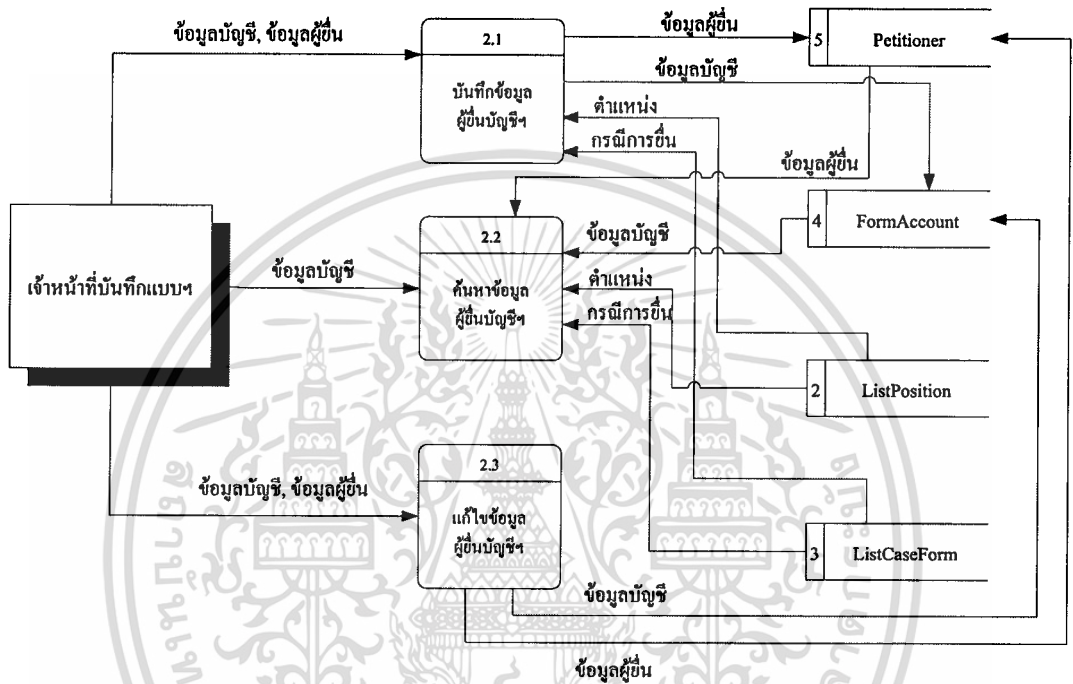 ข้อมูลบัญชี, ข้อมูลผู้ยื่น
2.1
บันทึกข้อมูล
ผู้ยื่นบัญชีฯ
ข้อมูลผู้ยื่น
5 Petitioner
ข้อมูลบัญชี
ตำแหน่ง
กรณีการยื่น
ข้อมูลผู้ยื่น
เจ้าหน้าที่บันทึกแบบฯ
ข้อมูลบัญชี
2.2
ค้นหาข้อมูล
ผู้ยื่นบัญชีฯ
ข้อมูลบัญชี
4 FormAccount
ตำแหน่ง
กรณีการยื่น
2 ListPosition
ข้อมูลบัญชี, ข้อมูลผู้ยื่น
2.3
แก้ไขข้อมูล
ผู้ยื่นบัญชีฯ
3 ListCaseForm
ข้อมูลบัญชี
ข้อมูลผู้ยื่น